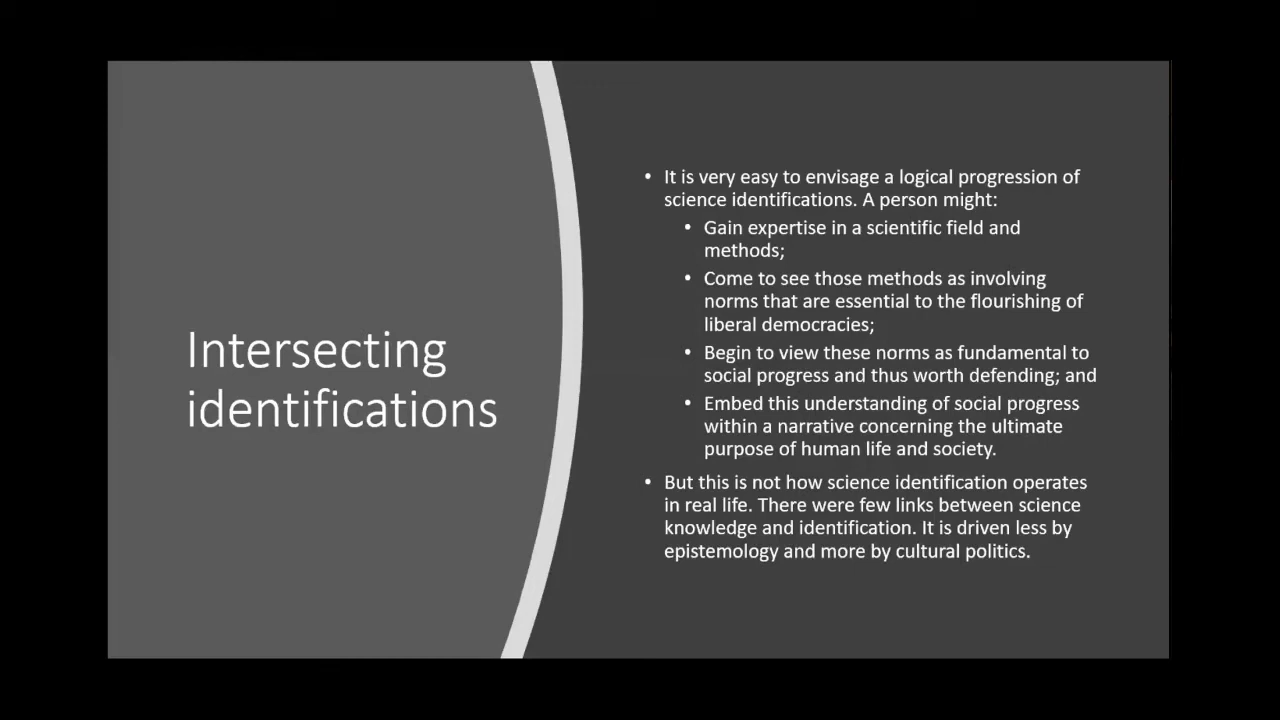 Intersecting
identifications
• It is very easy to envisage a logical progression of
science identifications. A person might:
• Gain expertise in a scientific field and
methods;
• Come to see those methods as involving
norms that are essential to the flourishing of
liberal democracies;
• Begin to view these norms as fundamental to
social progress and thus worth defending; and
• Embed this understanding of social progress
within a narrative concerning the ultimate
purpose of human life and society.
• But this is not how science identification operates
in real life. There were few links between science
knowledge and identification. It is driven less by
epistemology and more by cultural politics.